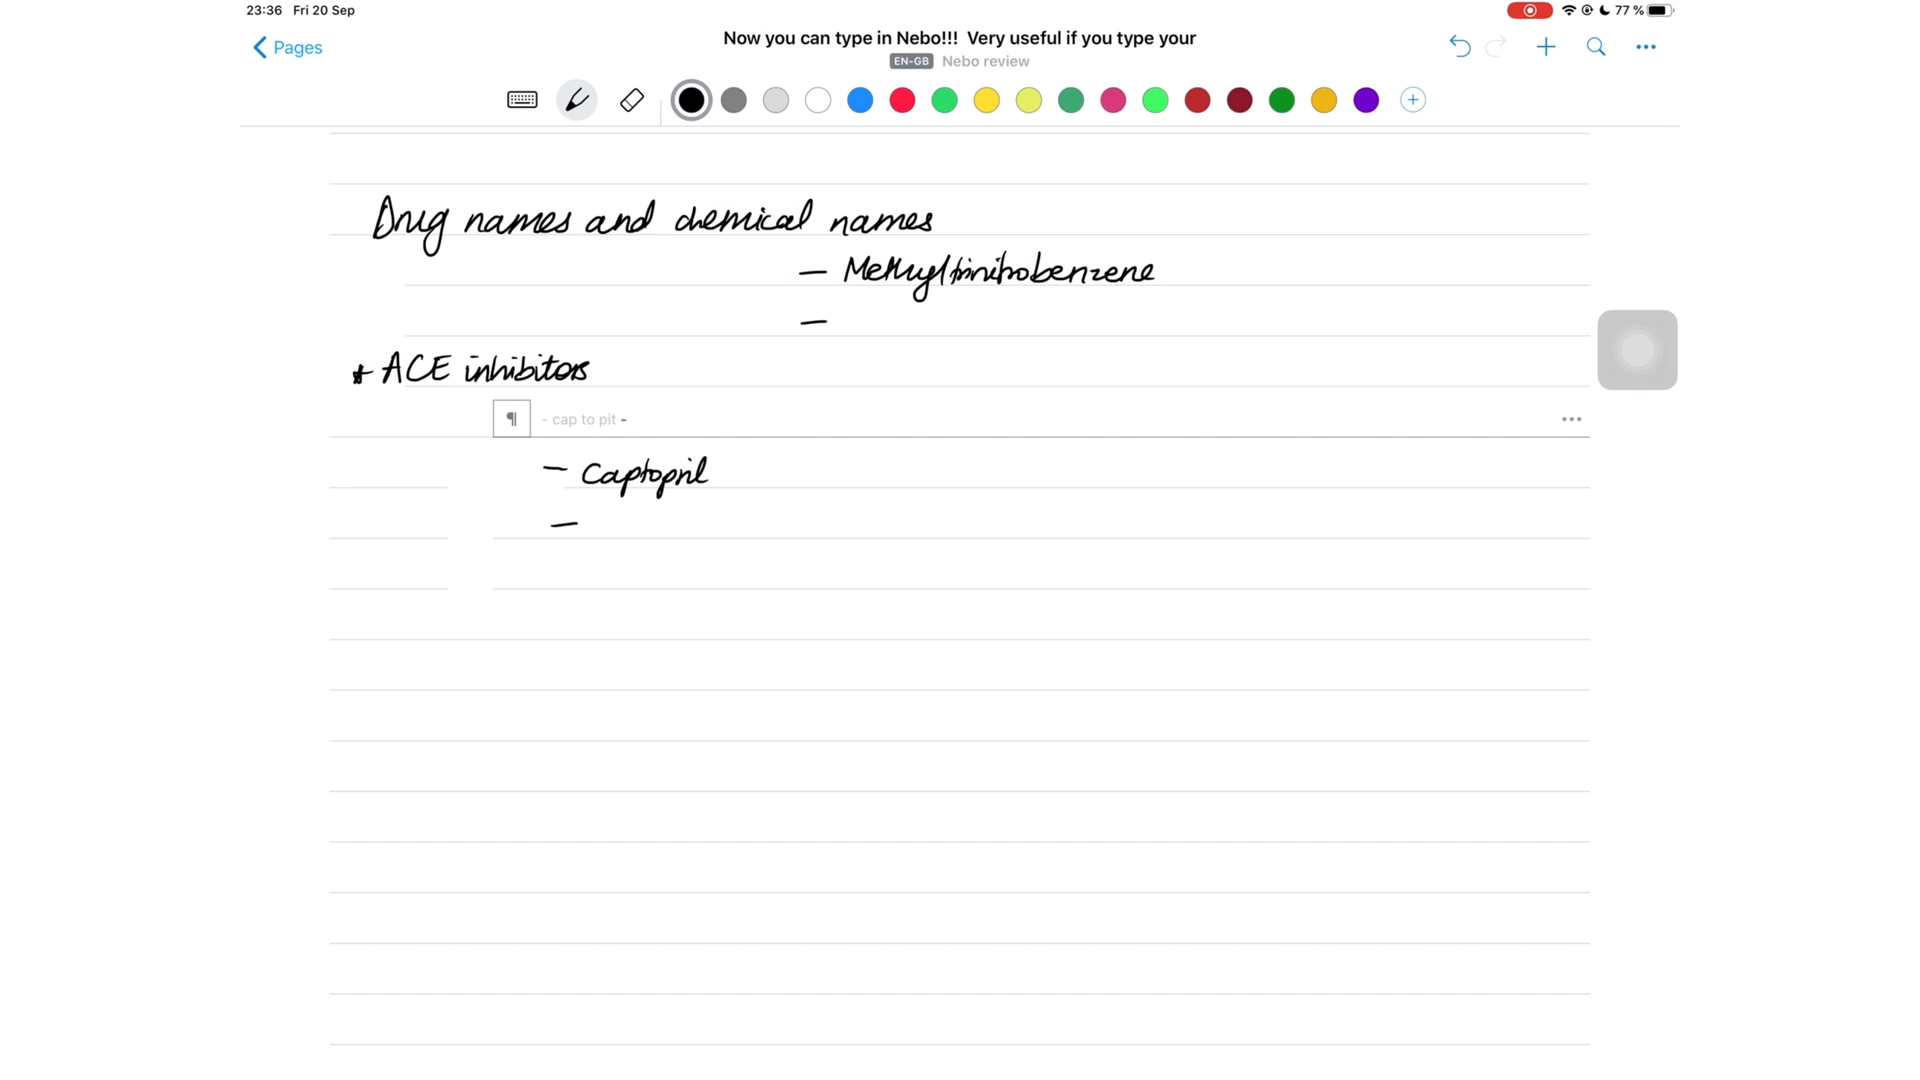 23:36 Fri 20 Sep
77 %
Pages
Now you can type in Nebo!!! Very useful if you type your
EN-GB Nebo review
Drug names and chemical names
— Methyltrinitrobenzene
—
* ACE inhibitors
¶ - cap to pit -
— Captopril
—